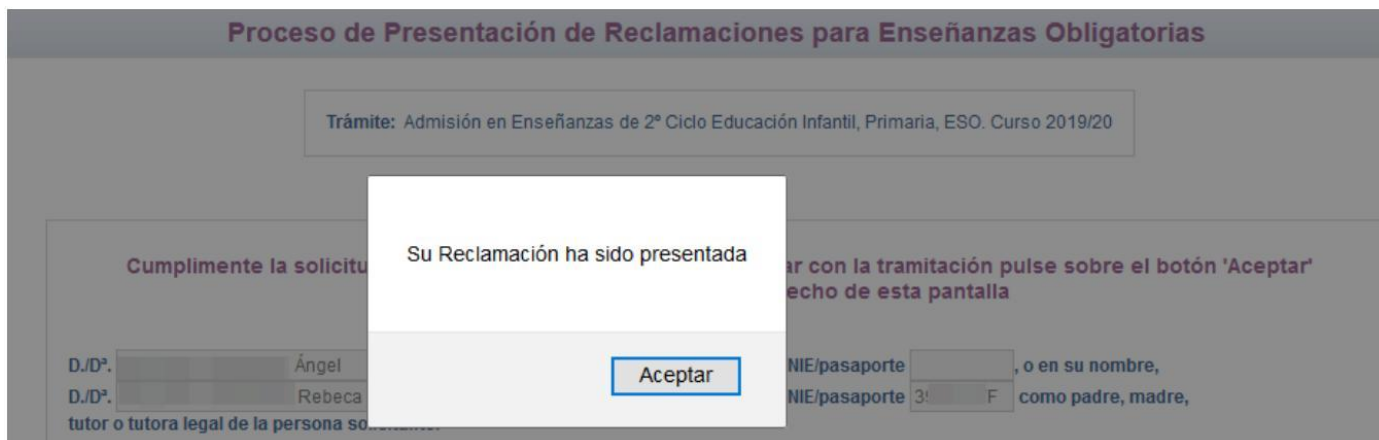 Proceso de Presentación de Reclamaciones para Enseñanzas Obligatorias
Trámite: Admisión en Enseñanzas de 2º Ciclo Educación Infantil, Primaria, ESO. Curso 2019/20
Su Reclamación ha sido presentada
Aceptar
Cumplimente la ar con la tramitación pulse sobre el botón 'Aceptar'
echo de esta pantalla
D./Dª. Ángel NIE/pasaporte , o en su nombre,
D./Dª. Rebeca NIE/pasaporte F como padre, madre,
tutor o tutora legal de la persona